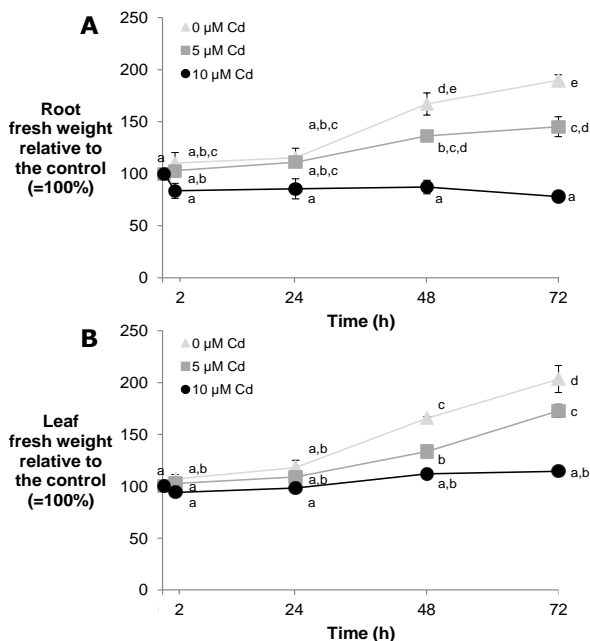 A
250
0 µM Cd
5 µM Cd
10 µM Cd
200
150
100
50
0
Root
fresh weight
relative to
the control
(=100%)
a
a,b,c
a,b
a
a,b,c
a,b,c
a
d,e
b,c,d
a
e
c,d
a
2
24
48
72
Time (h)
B
250
0 µM Cd
5 µM Cd
10 µM Cd
200
150
100
50
0
Leaf
fresh weight
relative to
the control
(=100%)
a
a,b
a
a
a,b
a,b
a
c
b
a,b
d
c
a,b
2
24
48
72
Time (h)